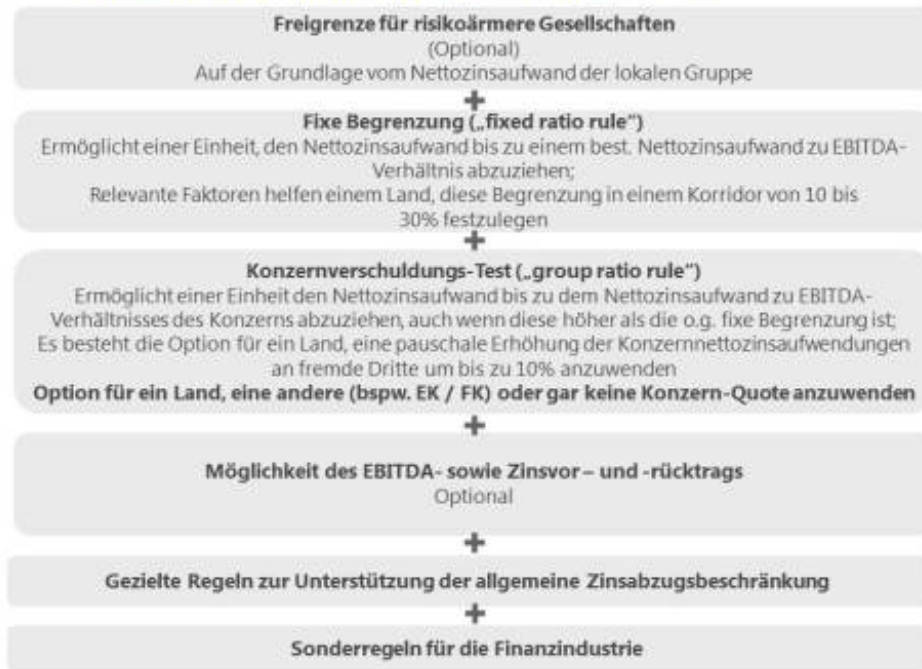 Freigrenze für risikoärmere Gesellschaften
(Optional)
Auf der Grundlage vom Nettozinsaufwand der lokalen Gruppe
+
Fixe Begrenzung („fixed ratio rule“)
Ermöglicht einer Einheit, den Nettozinsaufwand bis zu einem best. Nettozinsaufwand zu EBITDA-
Verhältnis abzuziehen;
Relevante Faktoren helfen einem Land, diese Begrenzung in einem Korridor von 10 bis
30% festzulegen
+
Konzernverschuldungs-Test („group ratio rule“)
Ermöglicht einer Einheit den Nettozinsaufwand bis zu dem Nettozinsaufwand zu EBITDA-
Verhältnisses des Konzerns abzuziehen, auch wenn diese höher als die o.g. fixe Begrenzung ist;
Es besteht die Option für ein Land, eine pauschale Erhöhung der Konzernnettozinsaufwendungen
an fremde Dritte um bis zu 10% anzuwenden
Option für ein Land, eine andere (bspw. EK / FK) oder gar keine Konzern-Quote anzuwenden
+
Möglichkeit des EBITDA- sowie Zinsvor – und -rücktrags
Optional
+
Gezielte Regeln zur Unterstützung der allgemeine Zinsabzugsbeschränkung
+
Sonderregeln für die Finanzindustrie